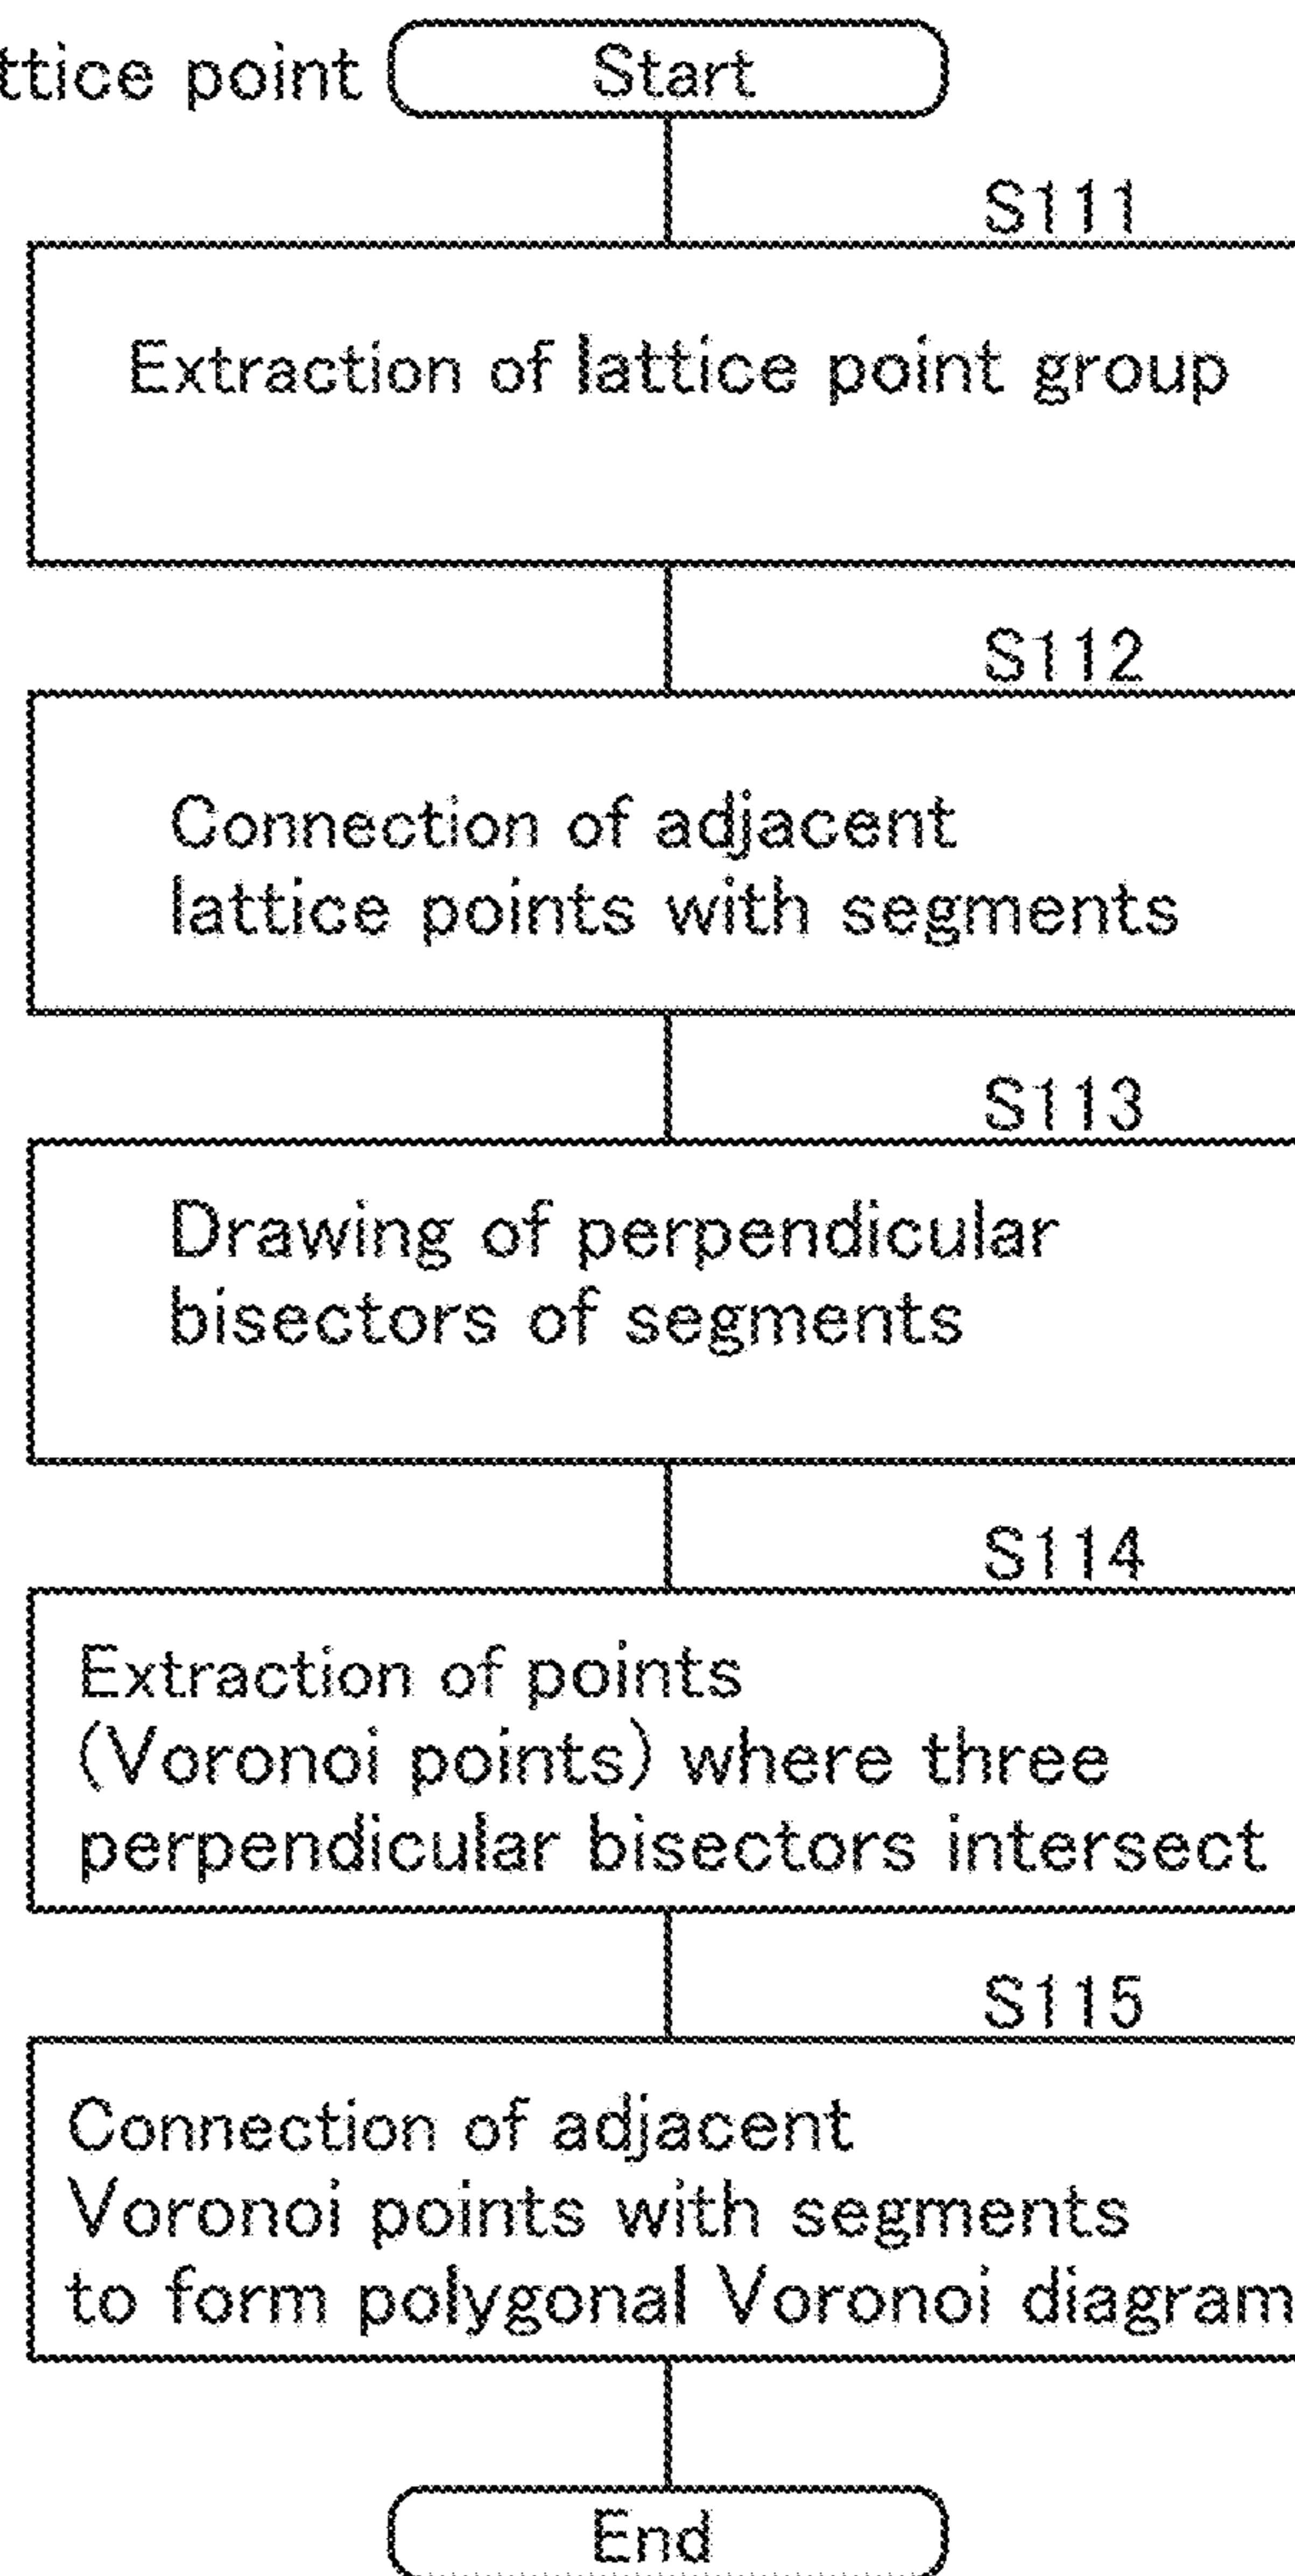 point
Start
S111
Extraction of lattice point group
S112
Connection of adjacent
lattice points with segments
S113
Drawing of perpendicular
bisectors of segments
S114
Extraction of points
(Voronoi points) where three
perpendicular bisectors intersect
S115
Connection of adjacent
Voronoi points with segments
to form polygonal Voronoi diagram
End